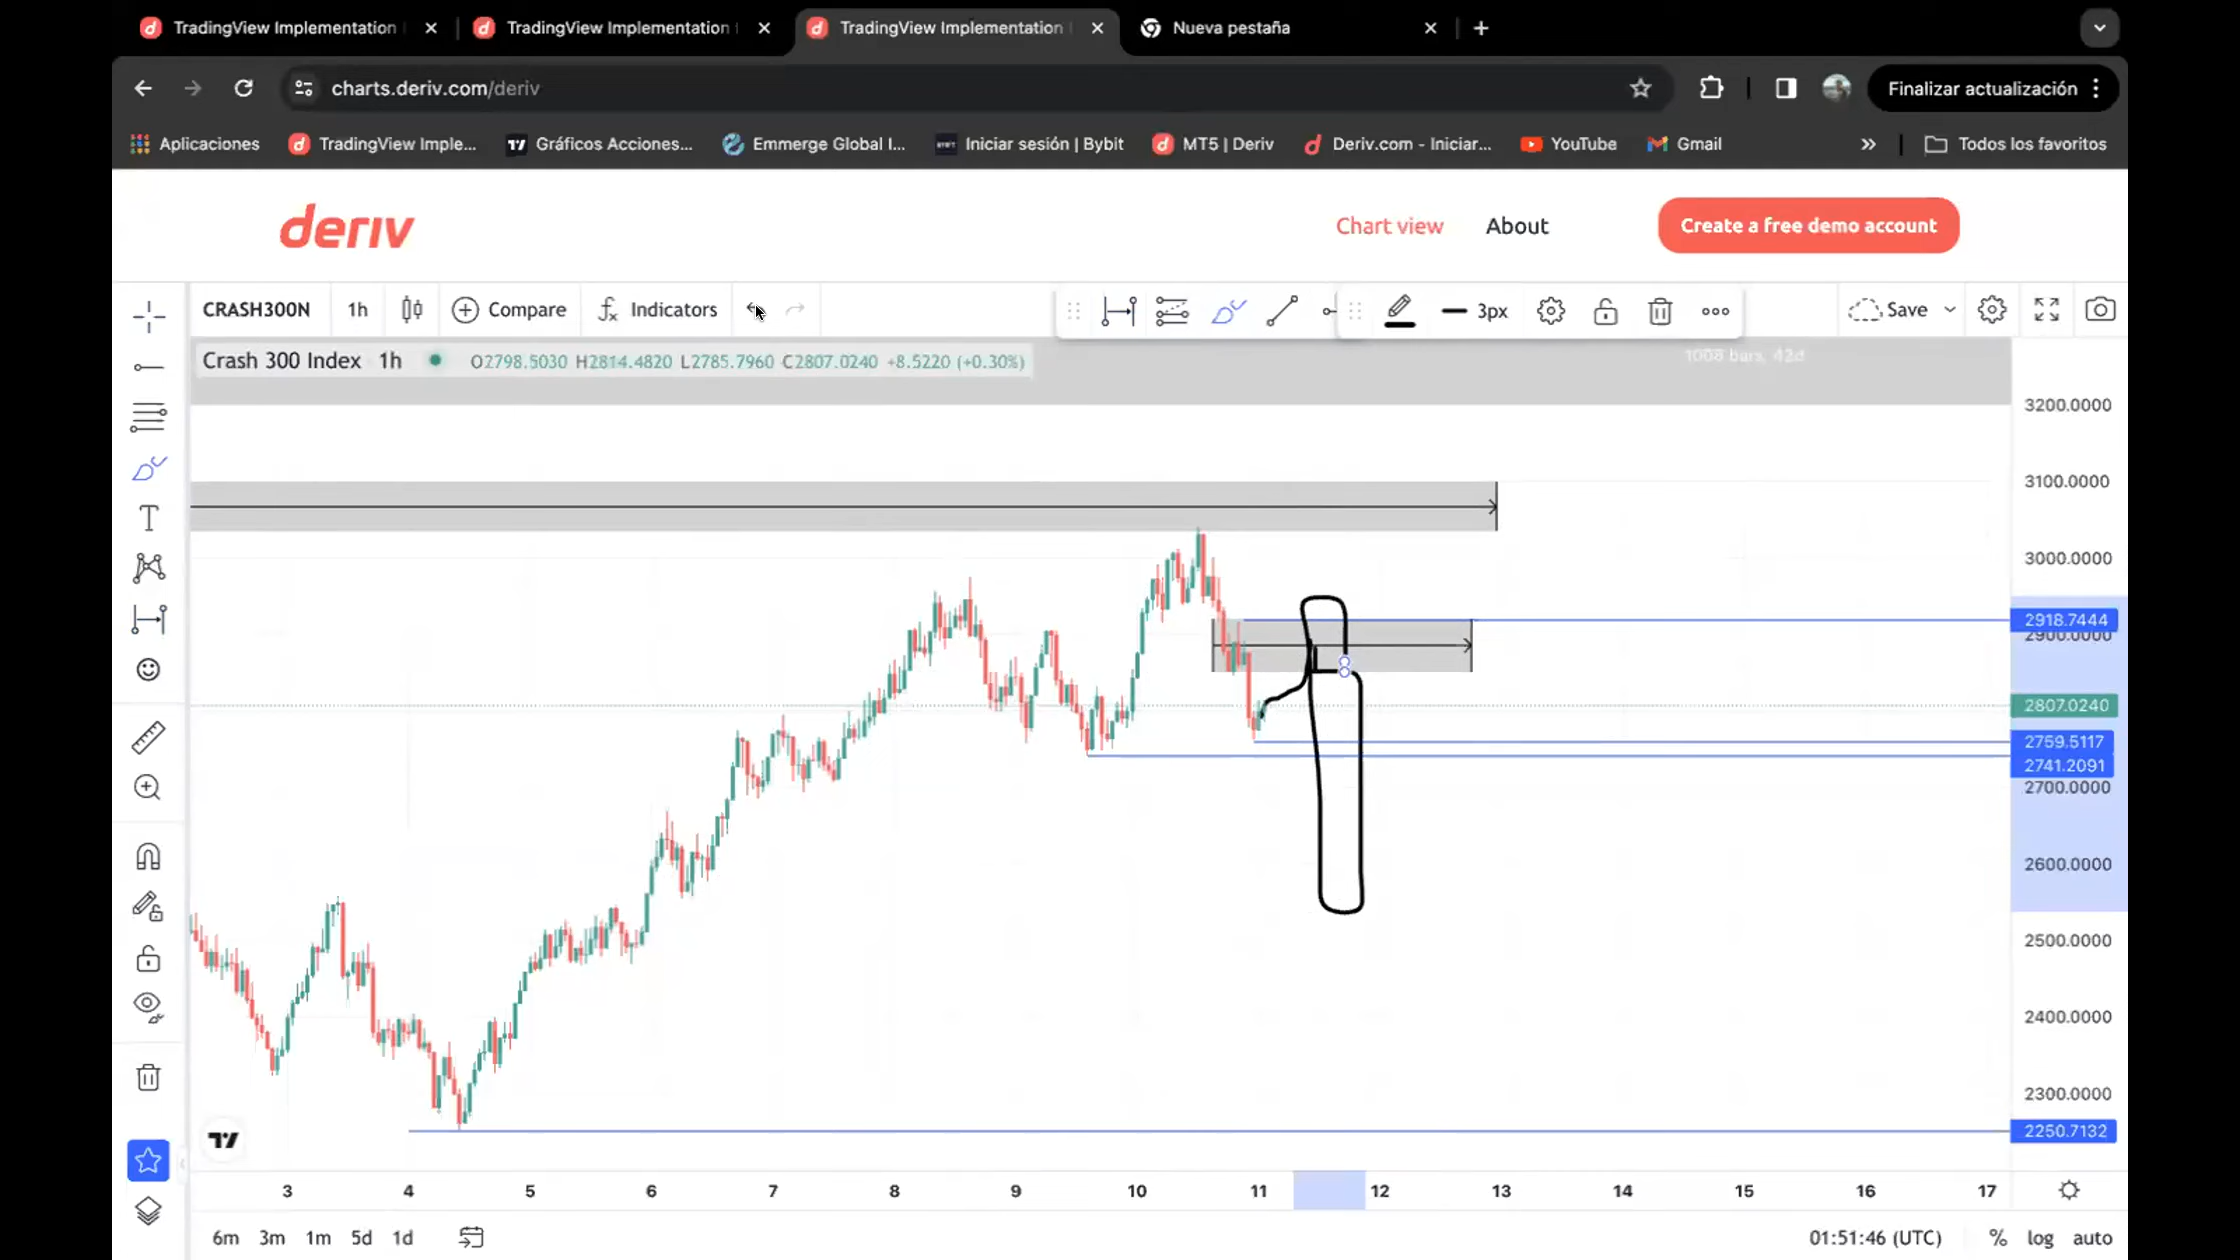 TradingView Implementation
TradingView Implementation
TradingView Implementation
Nueva pestaña
charts.deriv.com/deriv
Finalizar actualización
Aplicaciones
TradingView Imple...
Gráficos Acciones...
Emmerge Global I...
Iniciar sesión | Bybit
MT5 | Deriv
Deriv.com - Iniciar...
YouTube
Gmail
Todos los favoritos
deriv
Chart view
About
Create a free demo account
CRASH300N
1h
Compare
Indicators
3px
Save
Crash 300 Index 1h
O2798.5030 H2814.4820 L2785.7960 C2807.0240 +8.5220 (+0.30%)
1008 bars, 42d
3200.0000
3100.0000
3000.0000
2918.7444
2900.0000
2807.0240
2759.5117
2741.2091
2700.0000
2600.0000
2500.0000
2400.0000
2300.0000
2250.7132
3 4 5 6 7 8 9 10 11 12 13 14 15 16 17
6m 3m 1m 5d 1d
01:51:46 (UTC) % log auto